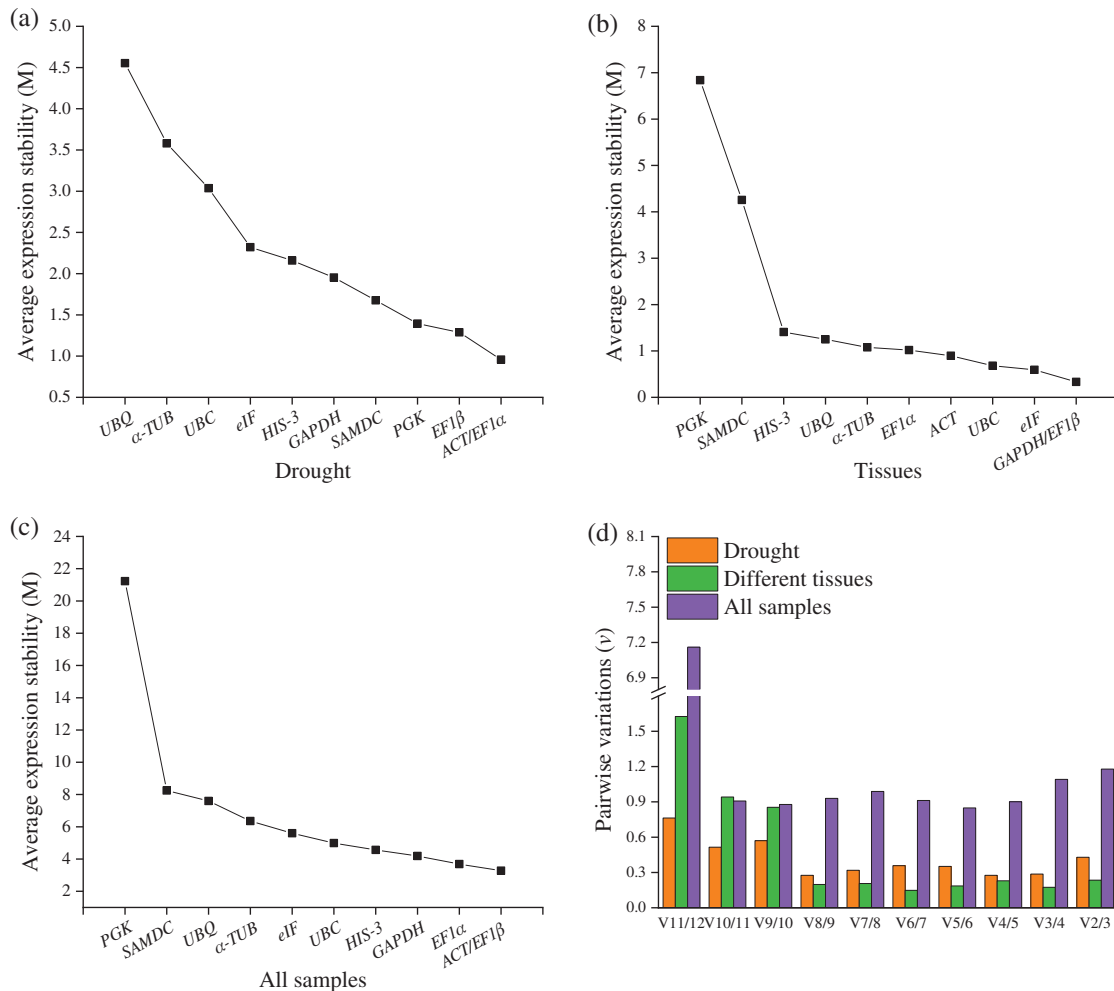 (a)
5.0
4.5
4.0
3.5
3.0
2.5
2.0
1.5
1.0
0.5
Average expression stability (M)
UBQ
α-TUB
UBC
eIF
HIS-3
GAPDH
SAMDC
PGK
EF1β
ACT/EF1α
Drought
(b)
8
7
6
5
4
3
2
1
0
Average expression stability (M)
PGK
SAMDC
HIS-3
UBQ
α-TUB
EF1α
ACT
UBC
eIF
GAPDH/EF1β
Tissues
(c)
24
22
20
18
16
14
12
10
8
6
4
2
Average expression stability (M)
PGK
SAMDC
UBQ
α-TUB
eIF
UBC
HIS-3
GAPDH
EF1α
ACT/EF1β
All samples
(d)
8.1
7.8
7.5
7.2
6.9
1.5
1.2
0.9
0.6
0.3
0.0
Pairwise variations (v)
Drought
Different tissues
All samples
V11/12 V10/11 V9/10 V8/9 V7/8 V6/7 V5/6 V4/5 V3/4 V2/3